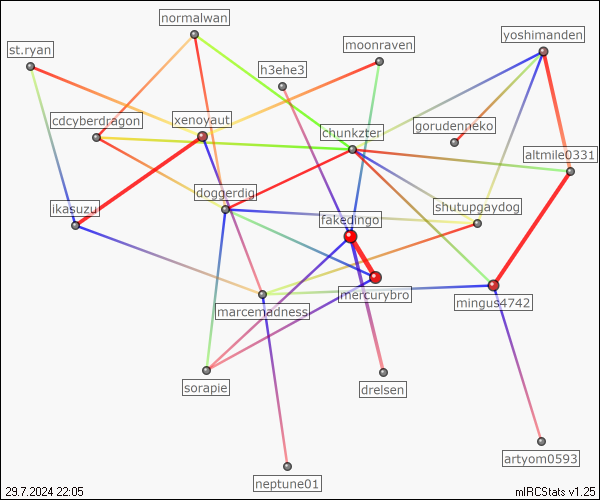 normalwan
yoshimanden
moonraven
st.ryan
h3ehe3
cdcyberdragon
xenoyaut
chunkzter
gorudenneko
altmile0331
doggerdig
ikasuzu
shutupgaydog
fakedingo
mercurybro
mingus4742
marcemadness
sorapie
drelsen
artyom0593
neptune01
29.7.2024 22:05
mIRCStats v1.25